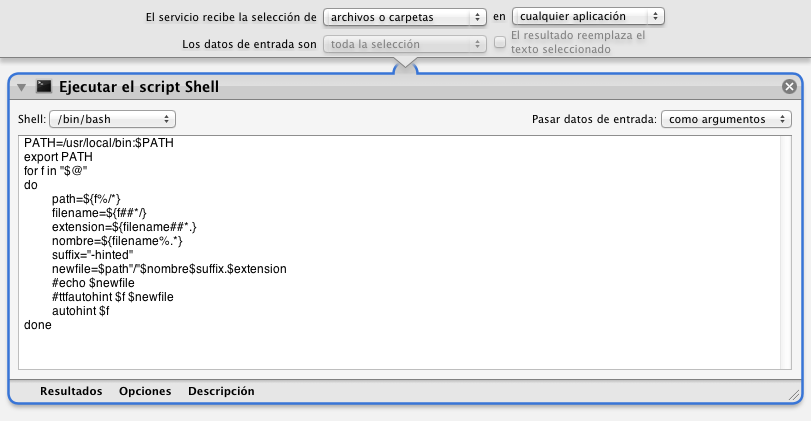 El servicio recibe la selección de archivos o carpetas en cualquier aplicación
Los datos de entrada son toda la selección El resultado reemplaza el
texto seleccionado
Ejecutar el script Shell
Shell: /bin/bash Pasar datos de entrada: como argumentos
PATH=/usr/local/bin:$PATH
export PATH
for f in "$@"
do
path=${f%/*}
filename=${f##*/}
extension=${filename##*.}
nombre=${filename%.*}
suffix="-hinted"
newfile=$path"/"$nombre$suffix.$extension
#echo $newfile
#ttfautohint $f $newfile
autohint $f
done
Resultados Opciones Descripción